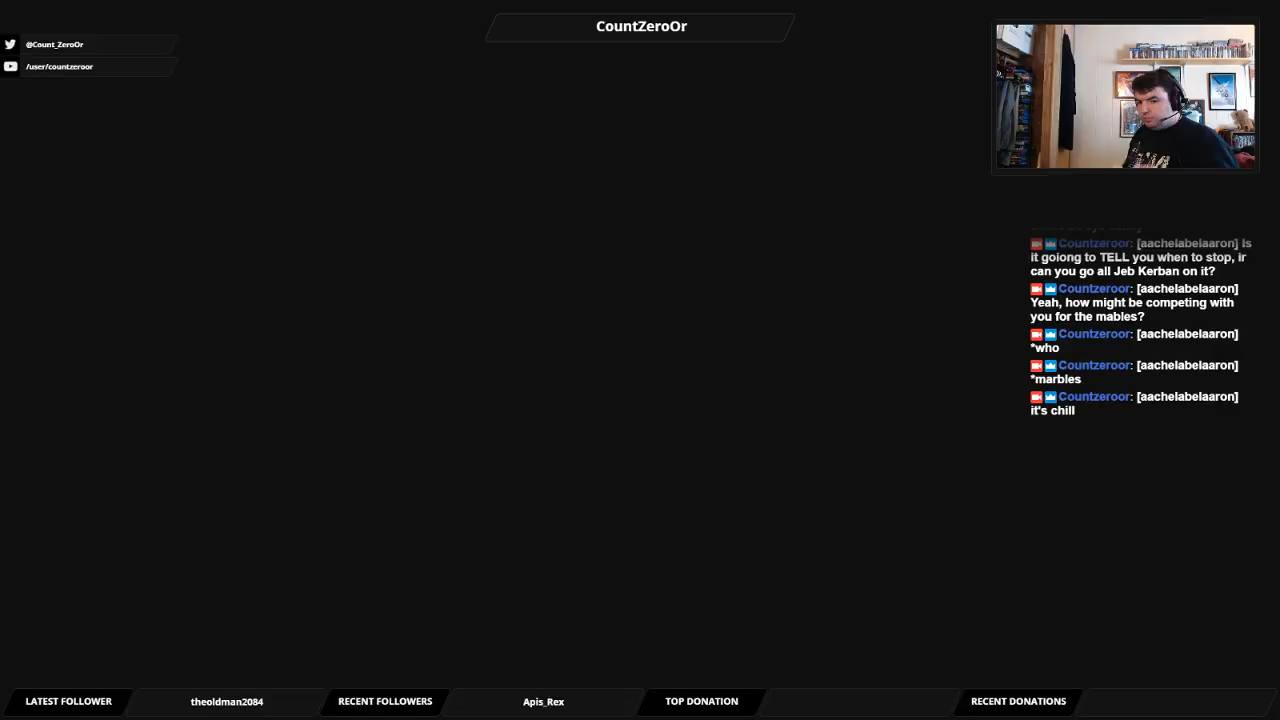 CountZeroOr
@Count_ZeroOr
/user/countzeroor
Countzeroor: [aachelabelaaron] Is
it goiong to TELL you when to stop, ir
can you go all Jeb Kerban on it?
Countzeroor: [aachelabelaaron]
Yeah, how might be competing with
you for the mables?
Countzeroor: [aachelabelaaron]
*who
Countzeroor: [aachelabelaaron]
*marbles
Countzeroor: [aachelabelaaron]
it's chill
LATEST FOLLOWER theoldman2084 RECENT FOLLOWERS Apis_Rex TOP DONATION RECENT DONATIONS